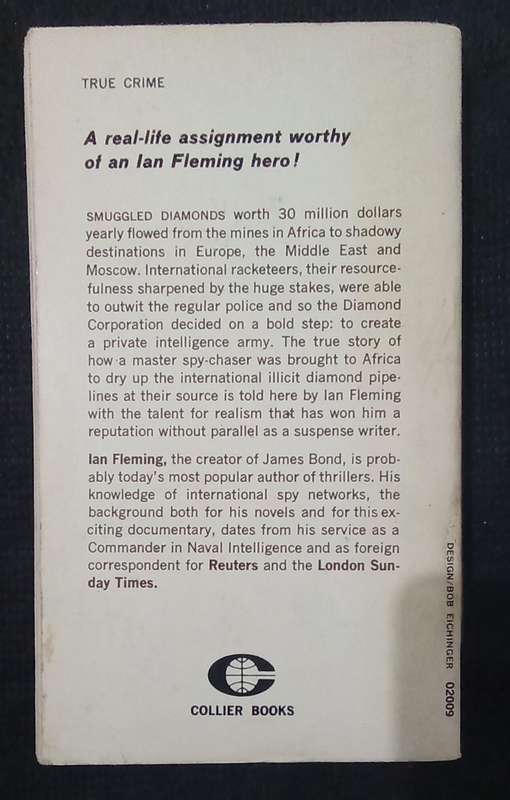 TRUE CRIME
A real-life assignment worthy
of an Ian Fleming hero!
SMUGGLED DIAMONDS worth 30 million dollars
yearly flowed from the mines in Africa to shadowy
destinations in Europe, the Middle East and
Moscow. International racketeers, their resource-
fulness sharpened by the huge stakes, were able
to outwit the regular police and so the Diamond
Corporation decided on a bold step: to create
a private intelligence army. The true story of
how a master spy-chaser was brought to Africa
to dry up the international illicit diamond pipe-
lines at their source is told here by Ian Fleming
with the talent for realism that has won him a
reputation without parallel as a suspense writer.
Ian Fleming, the creator of James Bond, is prob-
ably today's most popular author of thrillers. His
knowledge of international spy networks, the
background both for his novels and for this ex-
citing documentary, dates from his service as a
Commander in Naval Intelligence and as foreign
correspondent for Reuters and the London Sun-
day Times.
DESIGN/BOB EICHINGER 02009
COLLIER BOOKS